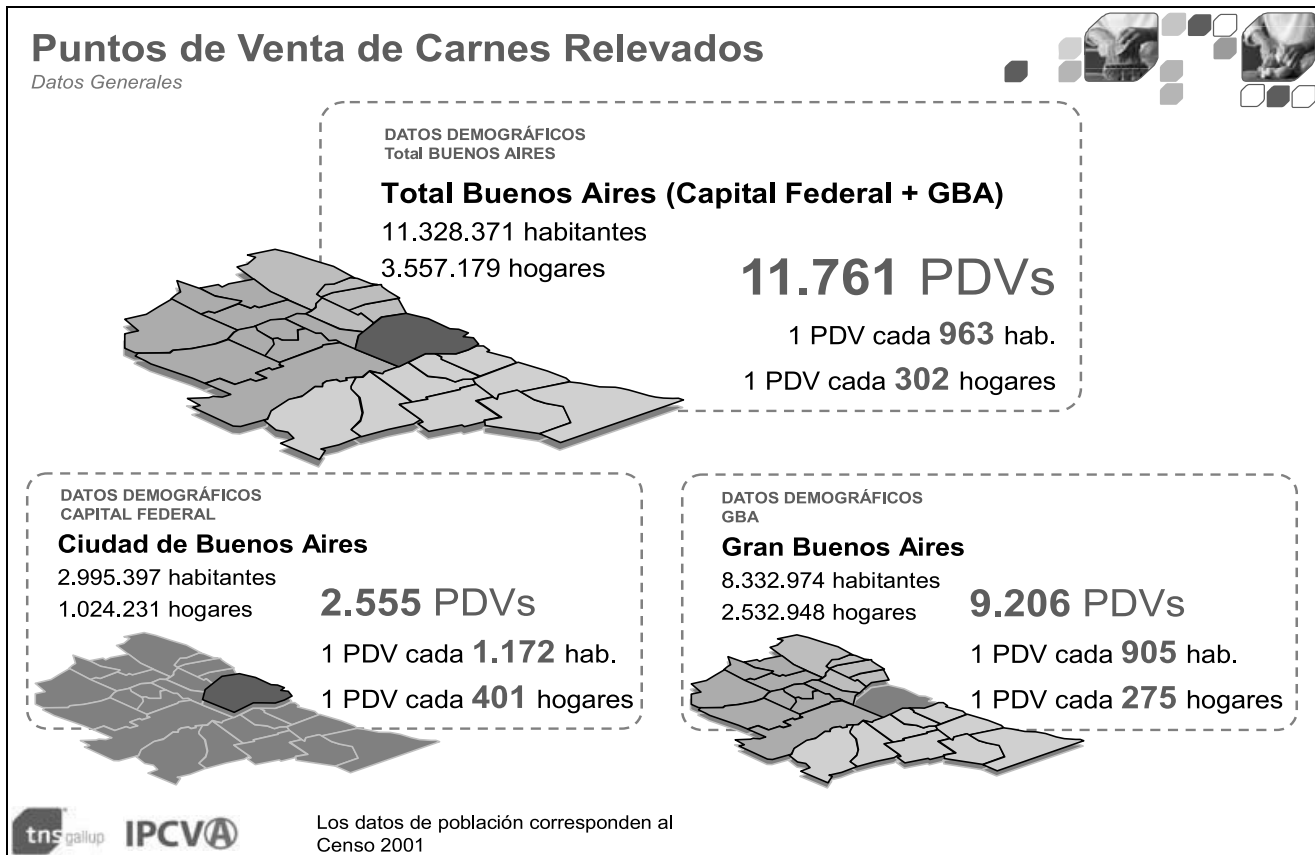 Puntos de Venta de Carnes Relevados
Datos Generales
DATOS DEMOGRÁFICOS
Total BUENOS AIRES
Total Buenos Aires (Capital Federal + GBA)
11.328.371 habitantes
3.557.179 hogares
11.761 PDVs
1 PDV cada 963 hab.
1 PDV cada 302 hogares
DATOS DEMOGRÁFICOS
CAPITAL FEDERAL
Ciudad de Buenos Aires
2.995.397 habitantes
1.024.231 hogares
2.555 PDVs
1 PDV cada 1.172 hab.
1 PDV cada 401 hogares
DATOS DEMOGRÁFICOS
GBA
Gran Buenos Aires
8.332.974 habitantes
2.532.948 hogares
9.206 PDVs
1 PDV cada 905 hab.
1 PDV cada 275 hogares
tns gallup
IPCVA
Los datos de población corresponden al
Censo 2001